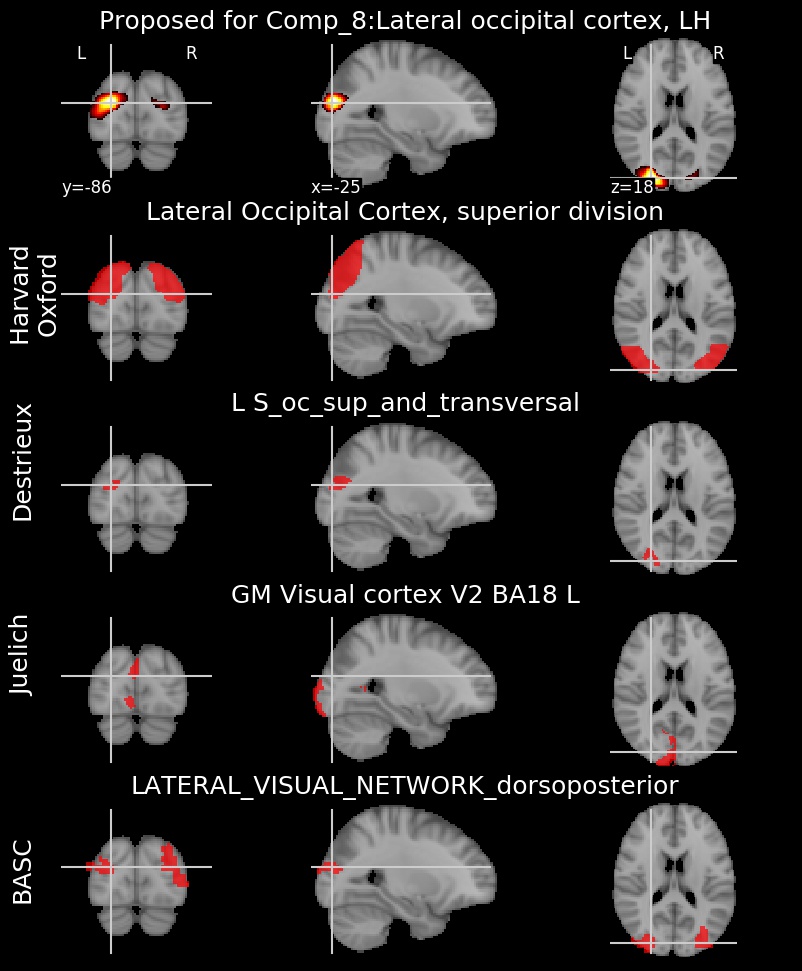 Proposed for Comp_8:Lateral occipital cortex, LH
L R L R
y=-86 x=-25 z=18
Lateral Occipital Cortex, superior division
Harvard
Oxford
L S_oc_sup_and_transversal
Destrieux
GM Visual cortex V2 BA18 L
Juelich
LATERAL_VISUAL_NETWORK_dorsoposterior
BASC